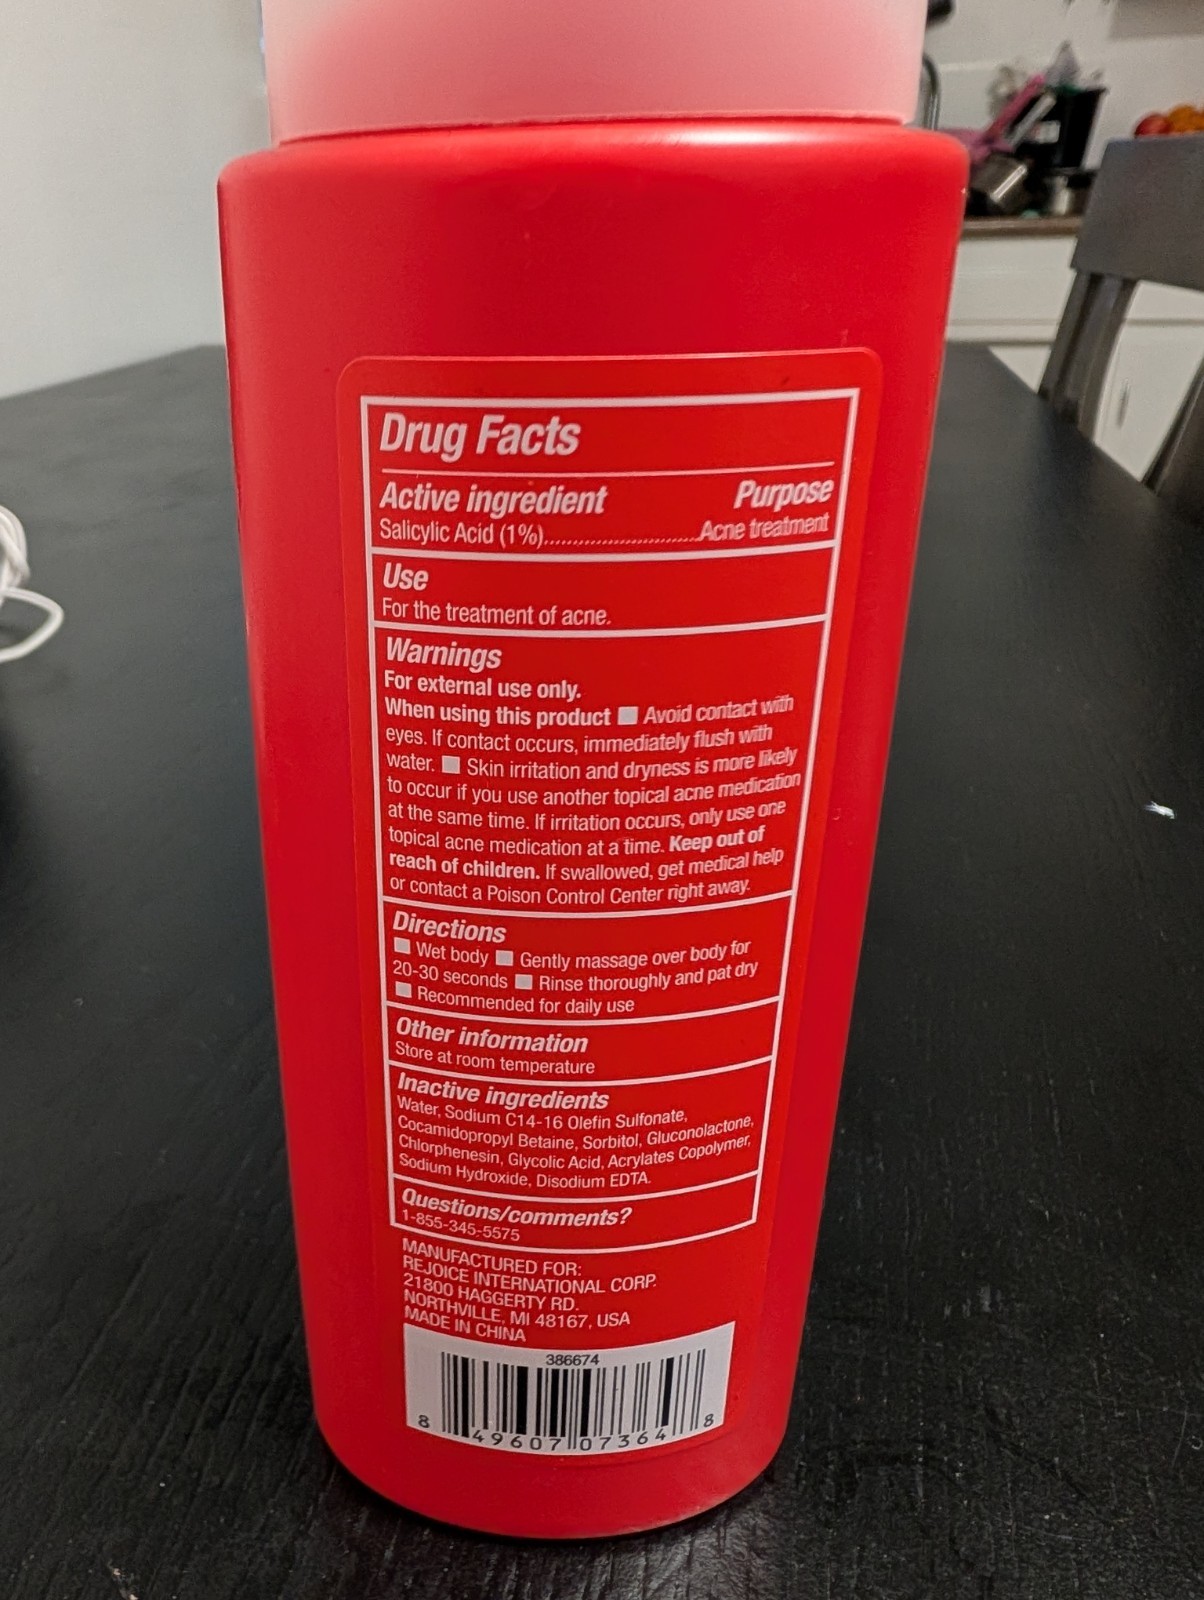 Drug Facts
Active ingredient Purpose
Salicylic Acid (1%)............................Acne treatment
Use
For the treatment of acne.
Warnings
For external use only.
When using this product ■ Avoid contact with
eyes. If contact occurs, immediately flush with
water. ■ Skin irritation and dryness is more likely
to occur if you use another topical acne medication
at the same time. If irritation occurs, only use one
topical acne medication at a time. Keep out of
reach of children. If swallowed, get medical help
or contact a Poison Control Center right away.
Directions
■ Wet body ■ Gently massage over body for
20-30 seconds ■ Rinse thoroughly and pat dry
■ Recommended for daily use
Other information
Store at room temperature
Inactive ingredients
Water, Sodium C14-16 Olefin Sulfonate,
Cocamidopropyl Betaine, Sorbitol, Gluconolactone,
Chlorphenesin, Glycolic Acid, Acrylates Copolymer,
Sodium Hydroxide, Disodium EDTA.
Questions/comments?
1-855-345-5575
MANUFACTURED FOR:
REJOICE INTERNATIONAL CORP.
21800 HAGGERTY RD.
NORTHVILLE, MI 48167, USA
MADE IN CHINA
386674
8 49607 07364 8